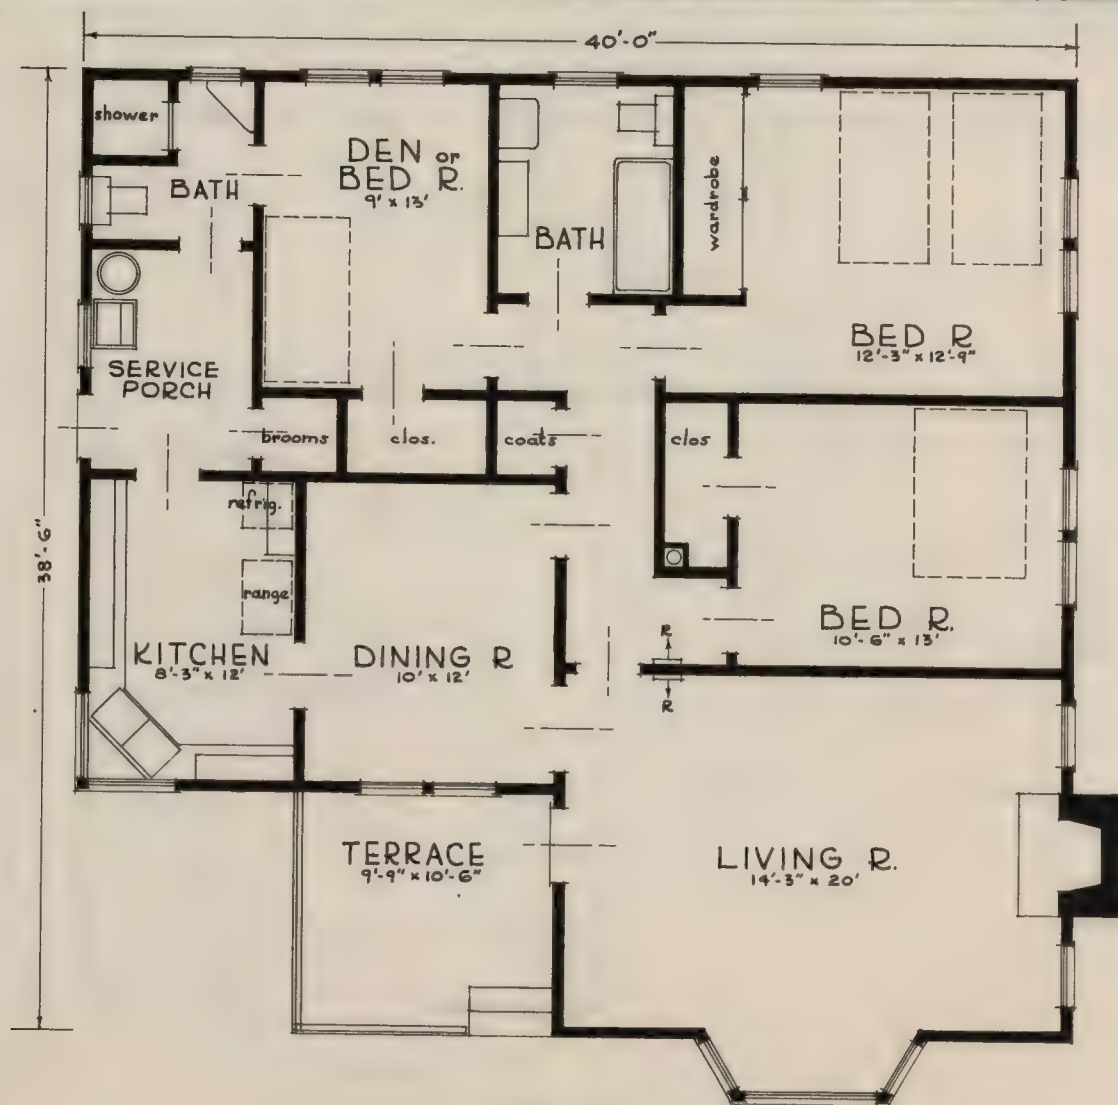 40'-0"
shower
DEN or
BED R.
9' x 13'
BATH
wardrobe
BATH
BED R
12'-3" x 12'-9"
SERVICE
PORCH
brooms
clos.
coats
clos
refrig.
38'-6"
range
BED R.
10'-6" x 13'
R
KITCHEN
8'-3" x 12'
DINING R
10' x 12'
R
TERRACE
9'-9" x 10'-6"
LIVING R.
14'-3" x 20'